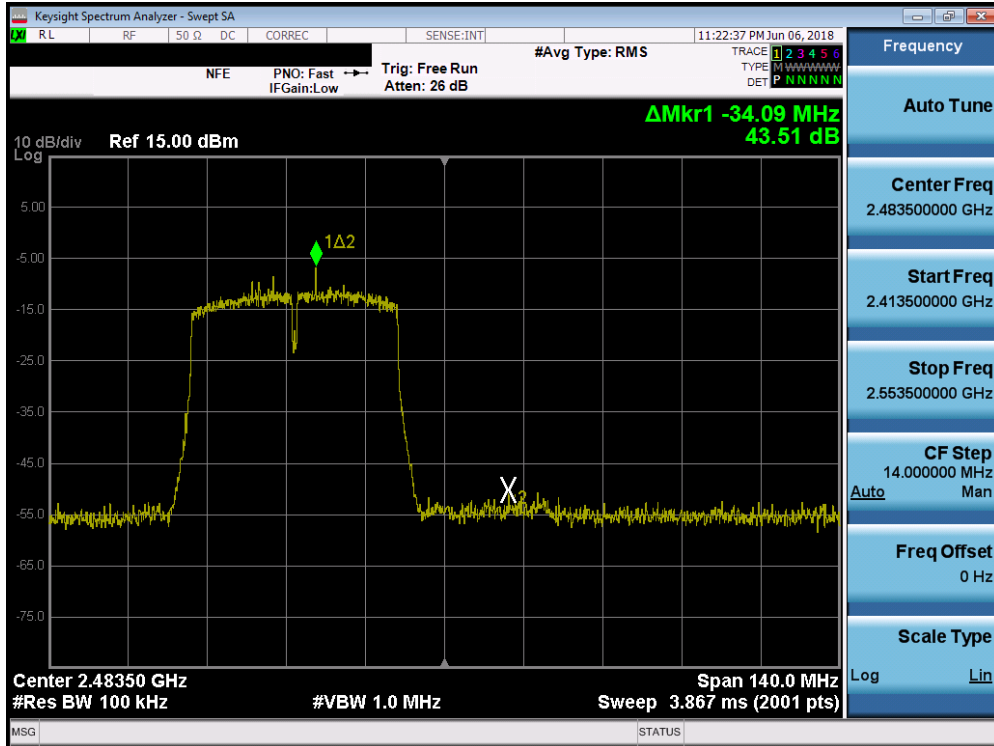 Keysight Spectrum Analyzer - Swept SA
LXI RL RF 50 Ω DC CORREC SENSE:INT 11:22:37 PM Jun 06, 2018
NFE
PNO: Fast
IFGain:Low
Trig: Free Run
Atten: 26 dB
#Avg Type: RMS
TRACE 1 2 3 4 5 6
TYPE M WWWWW
DET P N N N N N
ΔMkr1 -34.09 MHz
43.51 dB
10 dB/div Ref 15.00 dBm
Log
5.00
1Δ2
-5.00
-15.0
-25.0
-35.0
-45.0
X2
-55.0
-65.0
-75.0
Center 2.48350 GHz Span 140.0 MHz
#Res BW 100 kHz #VBW 1.0 MHz Sweep 3.867 ms (2001 pts)
MSG STATUS
Frequency
Auto Tune
Center Freq
2.483500000 GHz
Start Freq
2.413500000 GHz
Stop Freq
2.553500000 GHz
CF Step
14.000000 MHz
Auto Man
Freq Offset
0 Hz
Scale Type
Log Lin